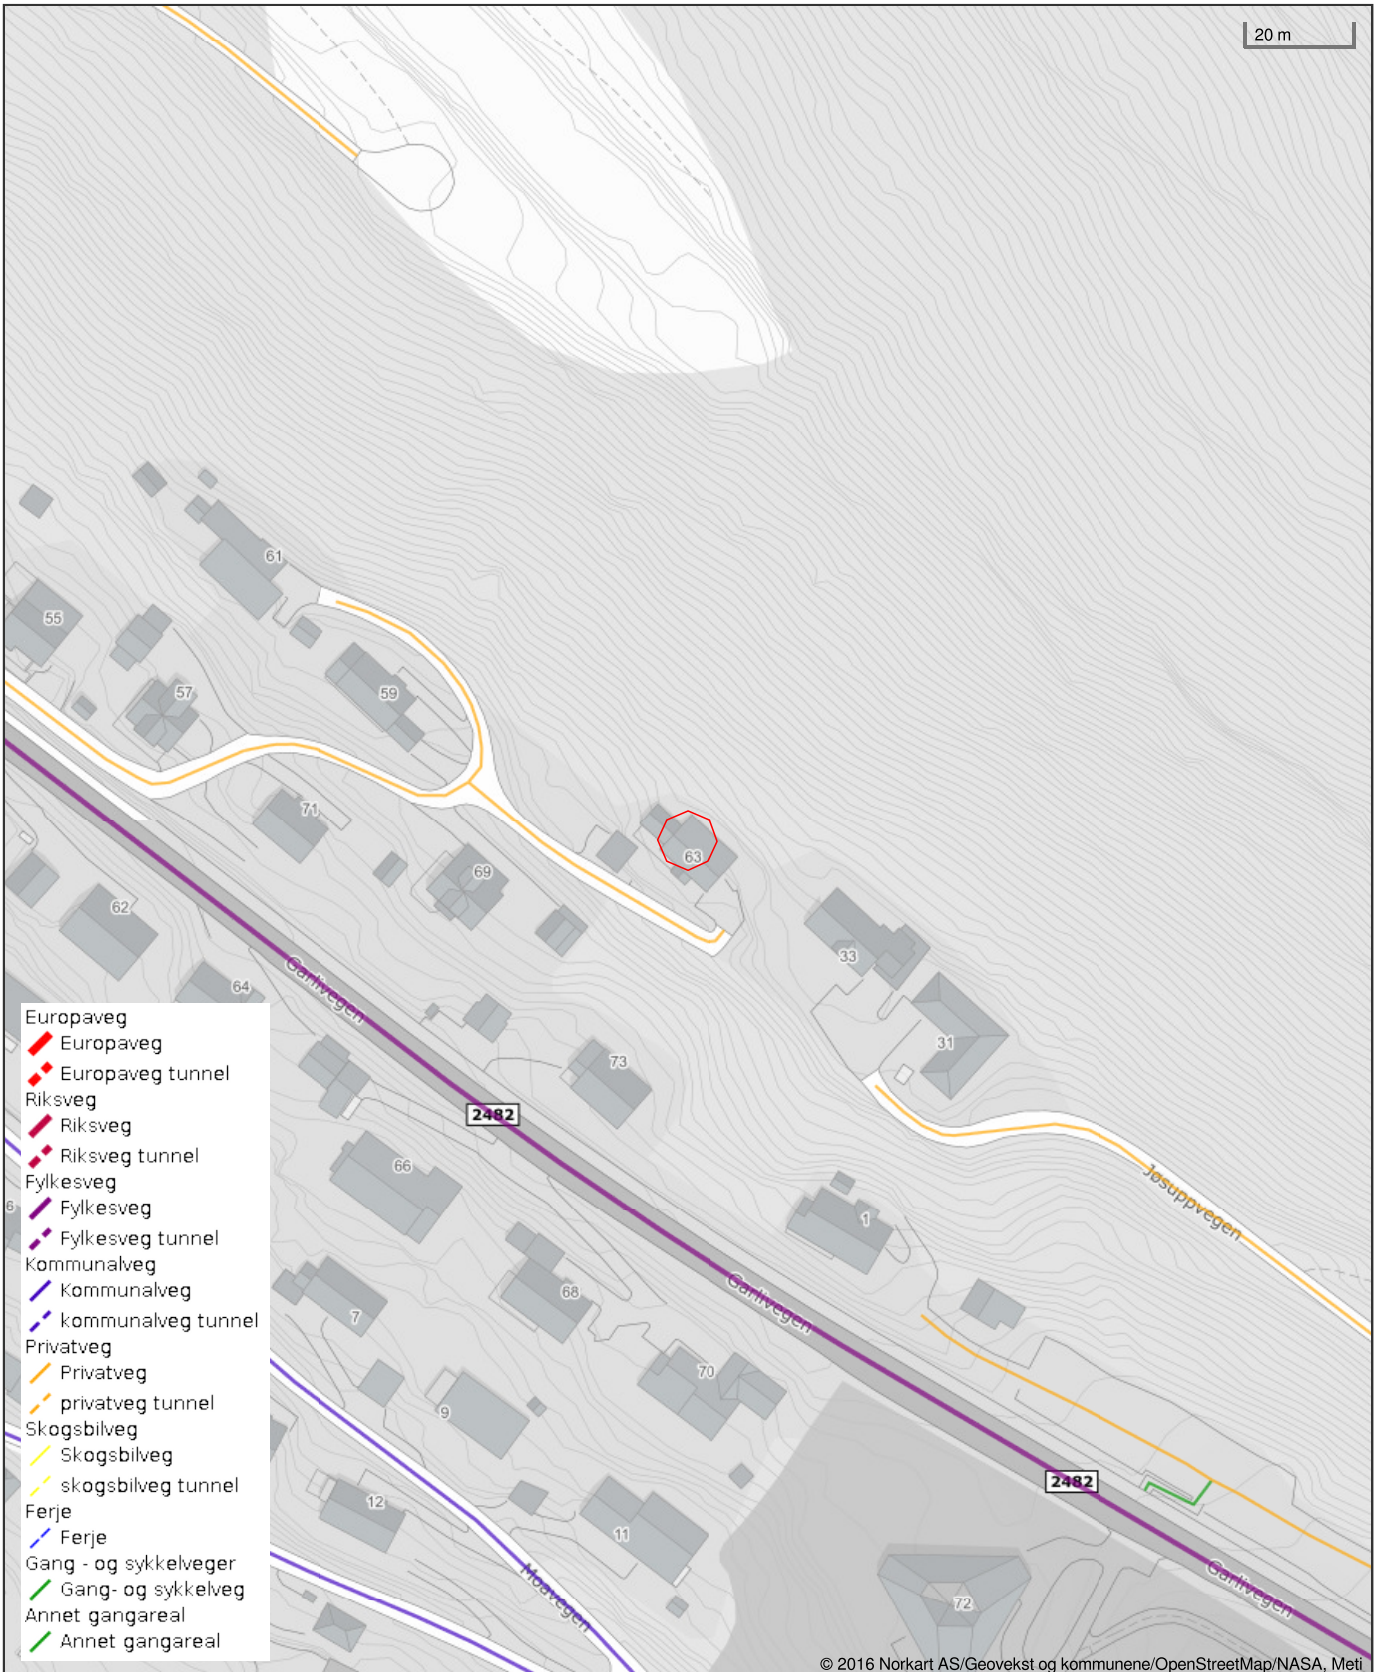 20 m
61
55
59
57
71
63
69
62
33
64
Garlivegen
31
73
2482
66
Jøsuppvegen
6
1
Garlivegen
68
7
70
9
2482
12
11
Moavegen
Garlivegen
72
Europaveg
Europaveg
Europaveg tunnel
Riksveg
Riksveg
Riksveg tunnel
Fylkesveg
Fylkesveg
Fylkesveg tunnel
Kommunalveg
Kommunalveg
kommunalveg tunnel
Privatveg
Privatveg
privatveg tunnel
Skogsbilveg
Skogsbilveg
skogsbilveg tunnel
Ferje
Ferje
Gang - og sykkelveger
Gang- og sykkelveg
Annet gangareal
Annet gangareal
© 2016 Norkart AS/Geovekst og kommunene/OpenStreetMap/NASA, Meti